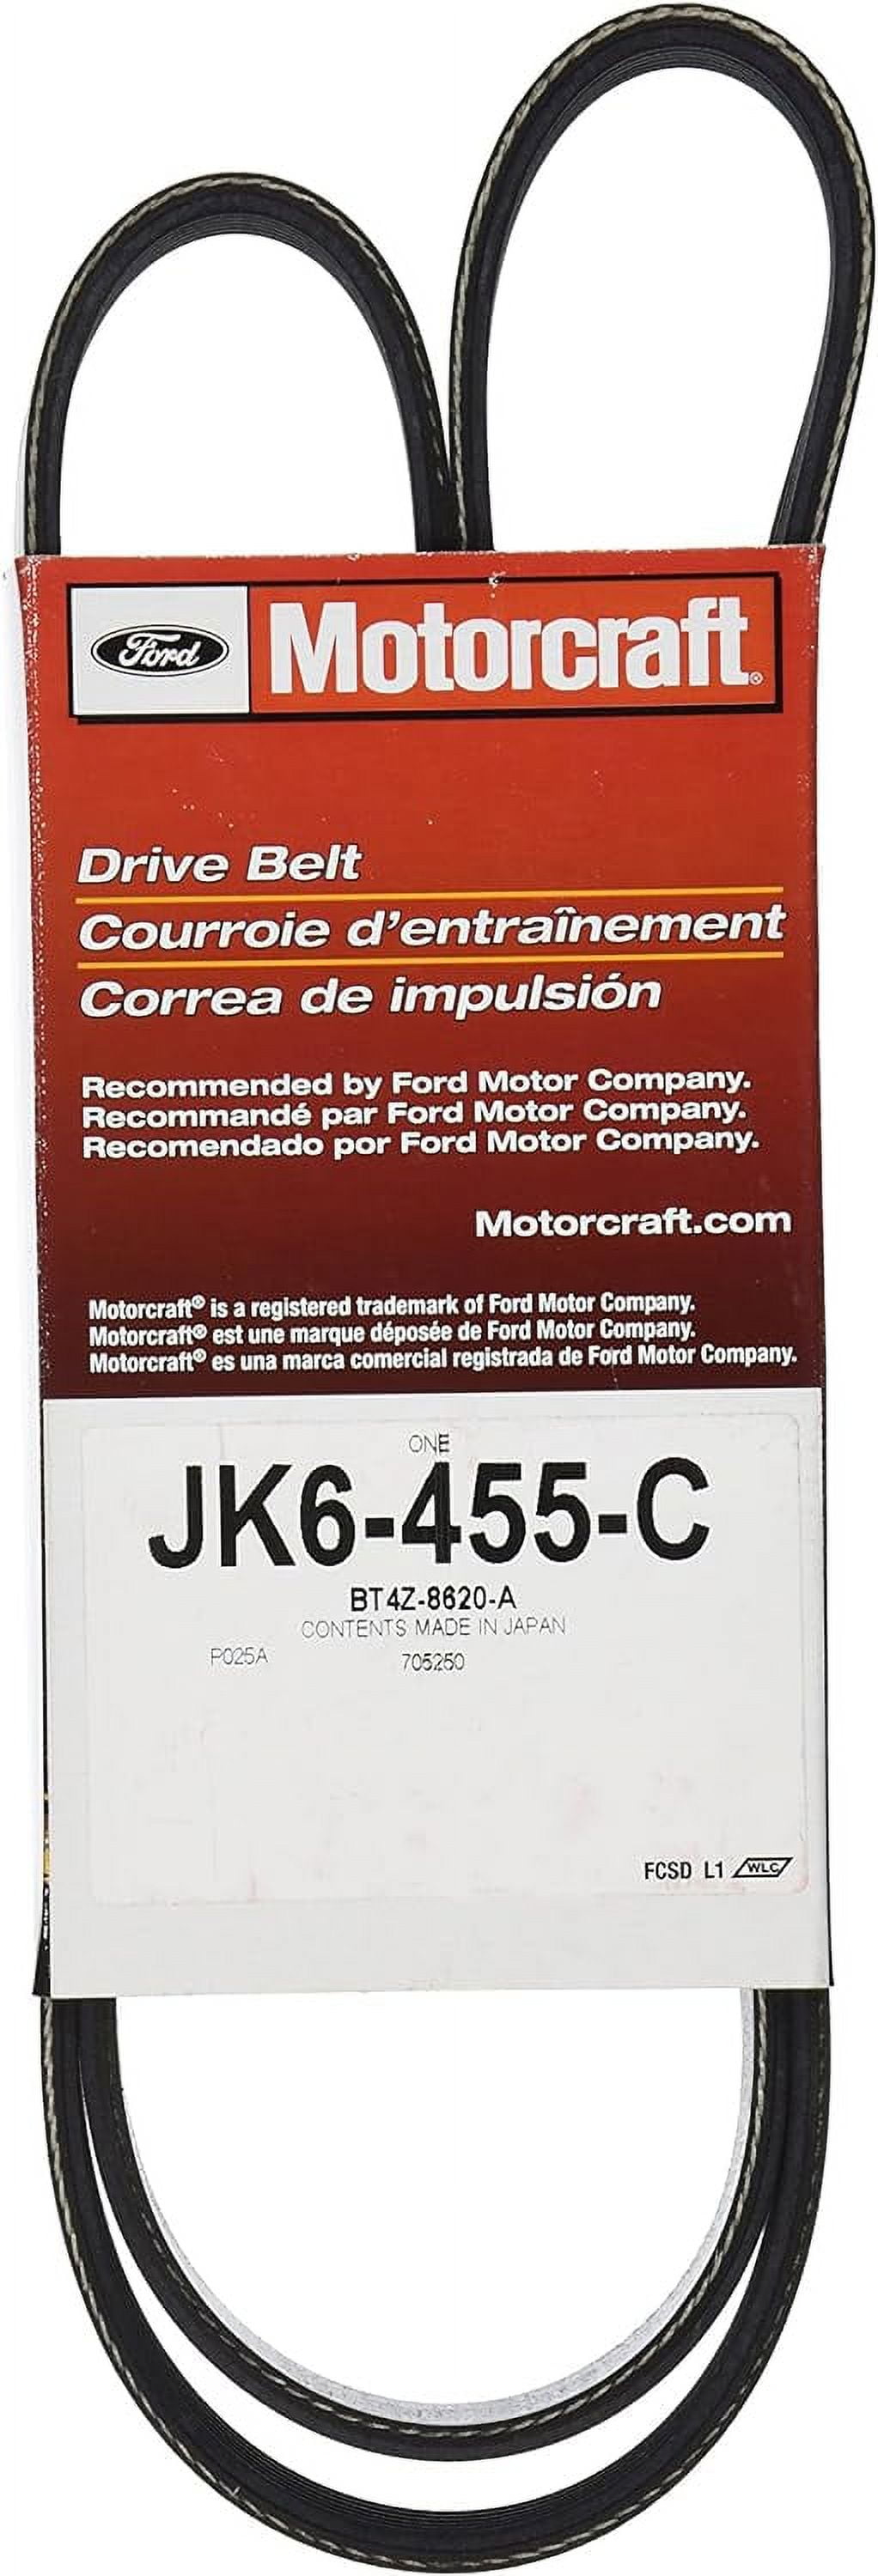 Ford Motorcraft®
Drive Belt
Courroie d'entraînement
Correa de impulsión
Recommended by Ford Motor Company.
Recommandé par Ford Motor Company.
Recomendado por Ford Motor Company.
Motorcraft.com
Motorcraft® is a registered trademark of Ford Motor Company.
Motorcraft® est une marque déposée de Ford Motor Company.
Motorcraft® es una marca comercial registrada de Ford Motor Company.
ONE
JK6-455-C
BT4Z-8620-A
CONTENTS MADE IN JAPAN
P025A 705250
FCSD L1 WLC